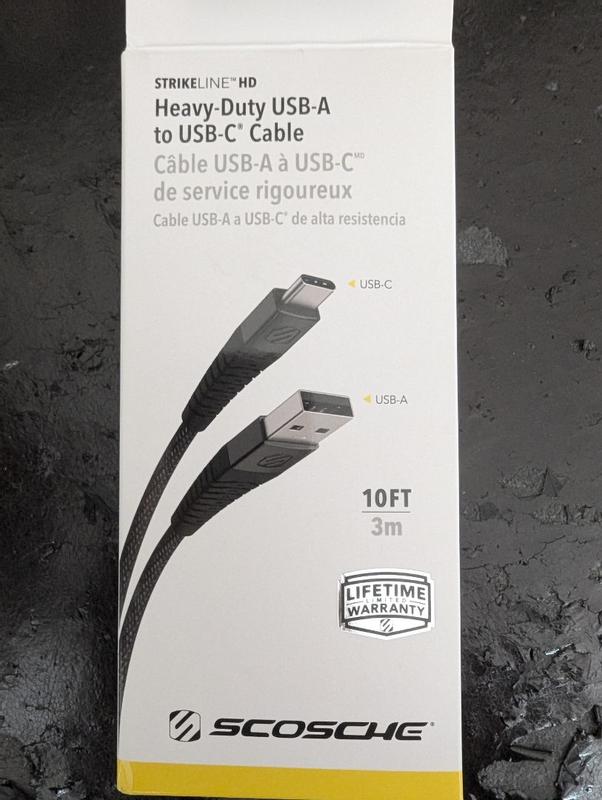 STRIKELINE™ HD
Heavy-Duty USB-A
to USB-C® Cable
Câble USB-A à USB-Cᴹᴰ
de service rigoureux
Cable USB-A a USB-C® de alta resistencia
USB-C
USB-A
10FT
3m
LIFETIME
LIMITED
WARRANTY
SCOSCHE®